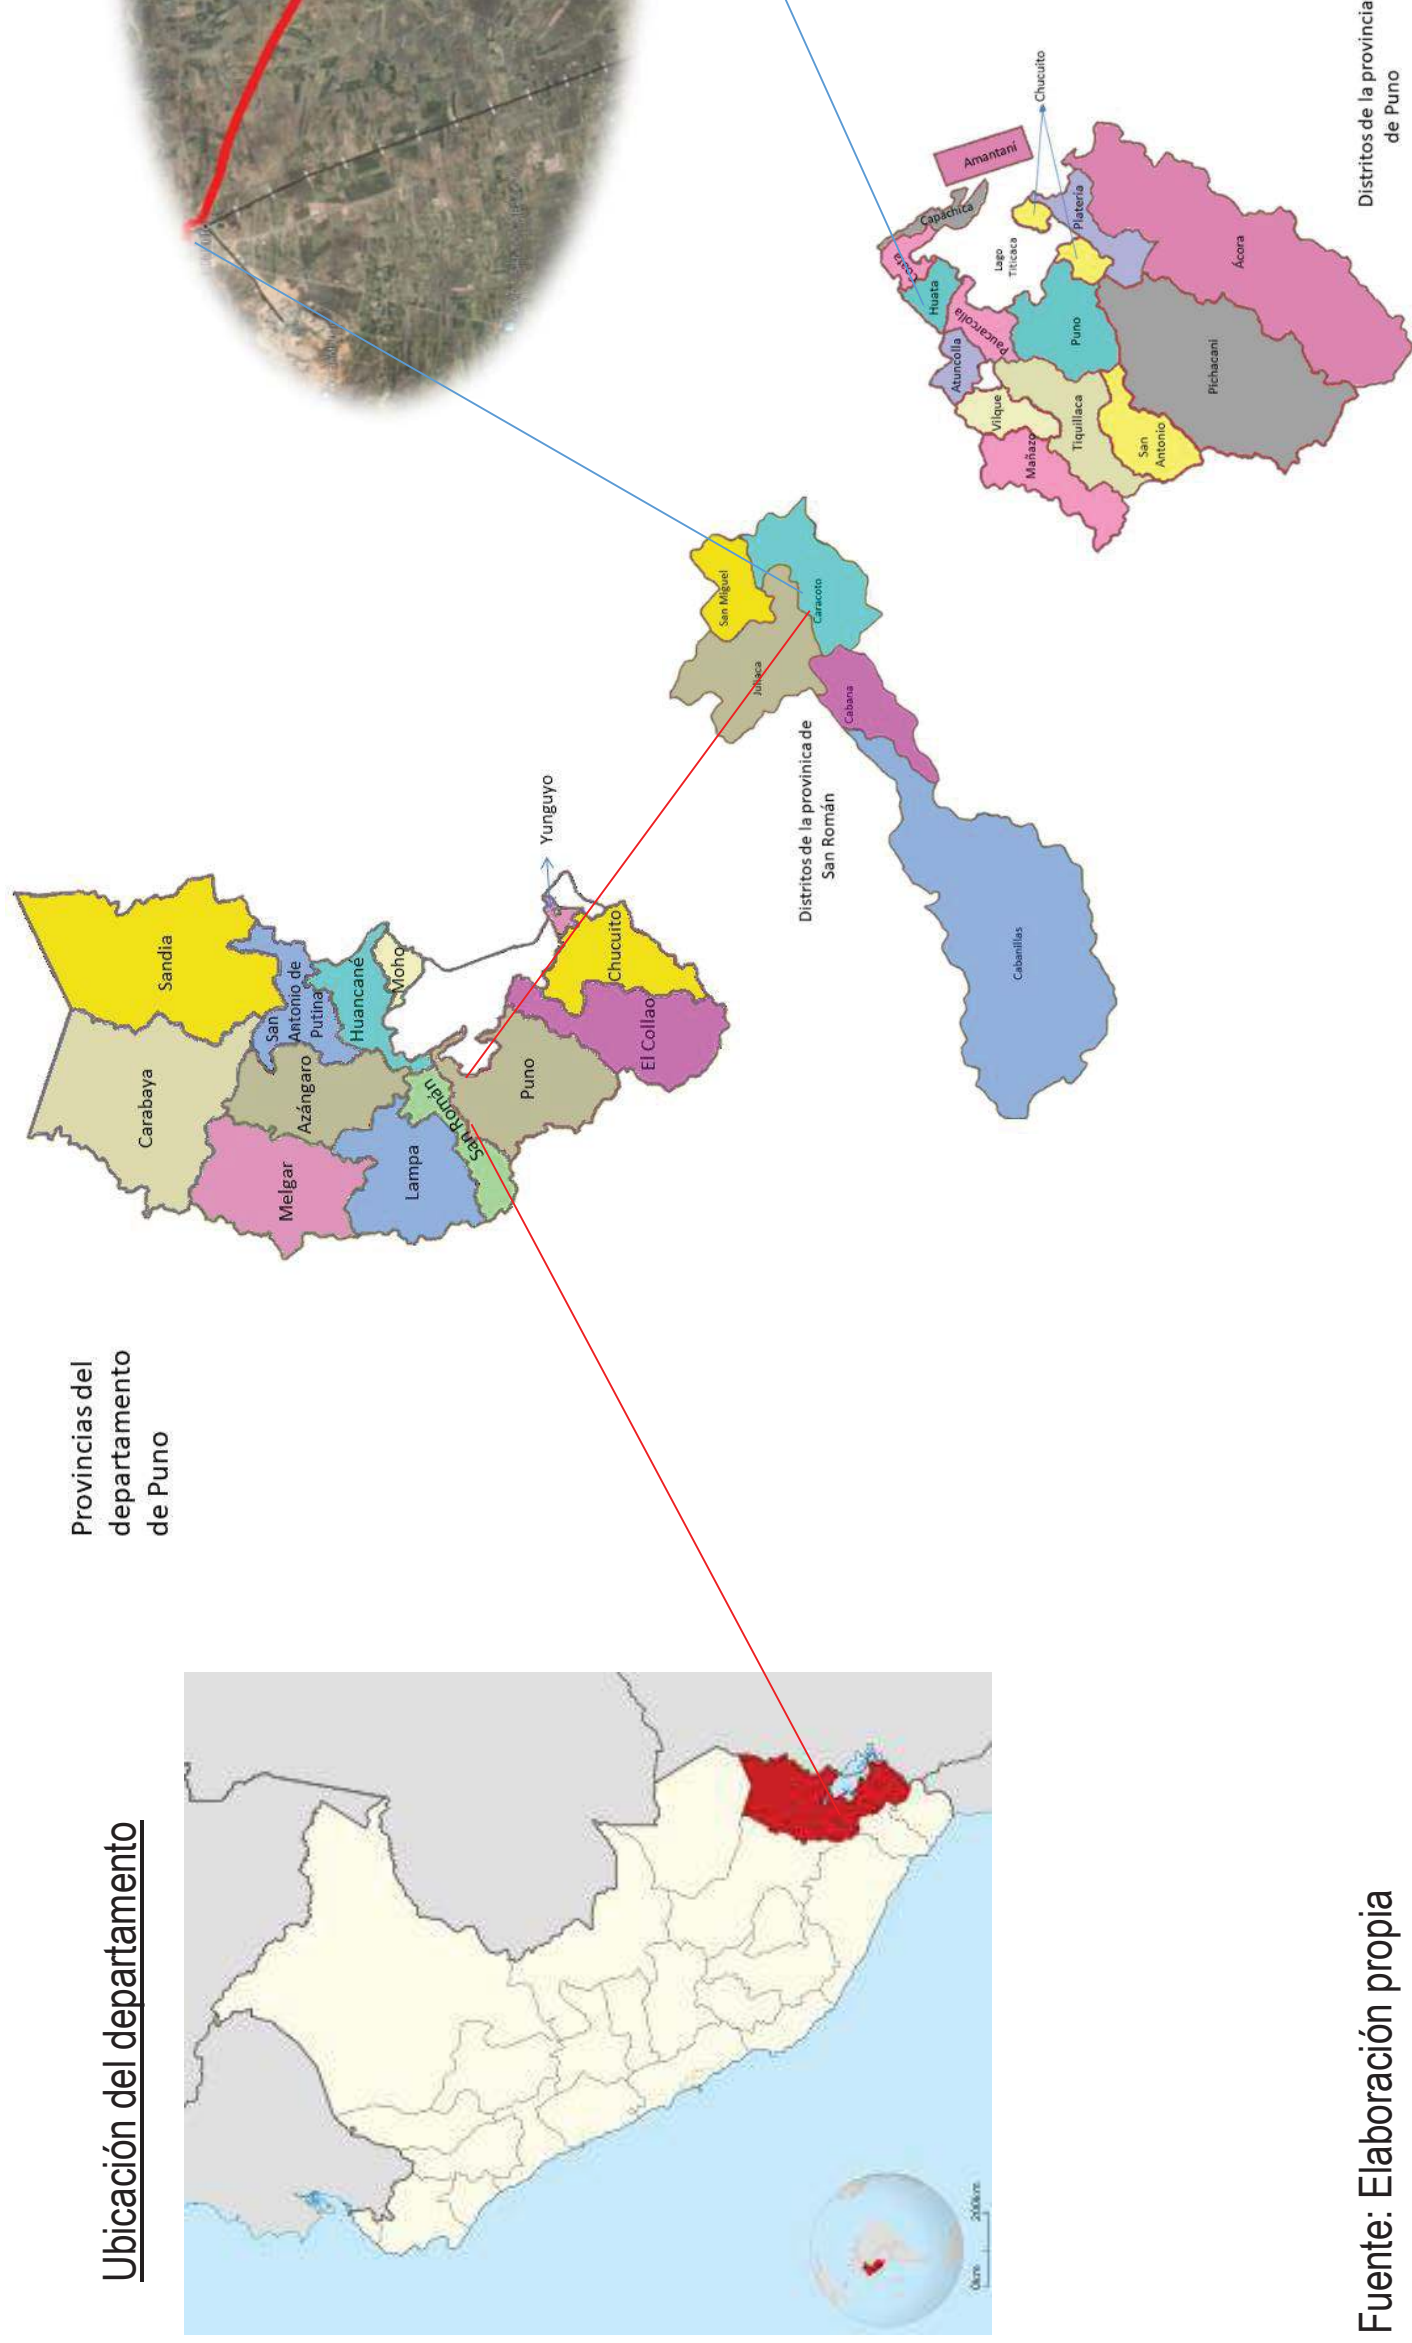 Ubicación del departamento
0km
200km
Provincias del
departamento
de Puno
Sandia
Carabaya
San
Antonio de
Putina
Huancané
Moho
Azángaro
Melgar
Lampa
San Román
Puno
El Collao
Chucuito
Yunguyo
Distritos de la provinica de
San Román
San Miguel
Juliaca
Caracoto
Cabana
Cabanillas
Distritos de la provincia
de Puno
Amantaní
Capachica
Huata
Paucarcolla
Atuncolla
Vilque
Mañazo
Tiquillaca
San
Antonio
Puno
Lago
Titicaca
Chucuito
Platería
Ácora
Pichacani
Fuente: Elaboración propia